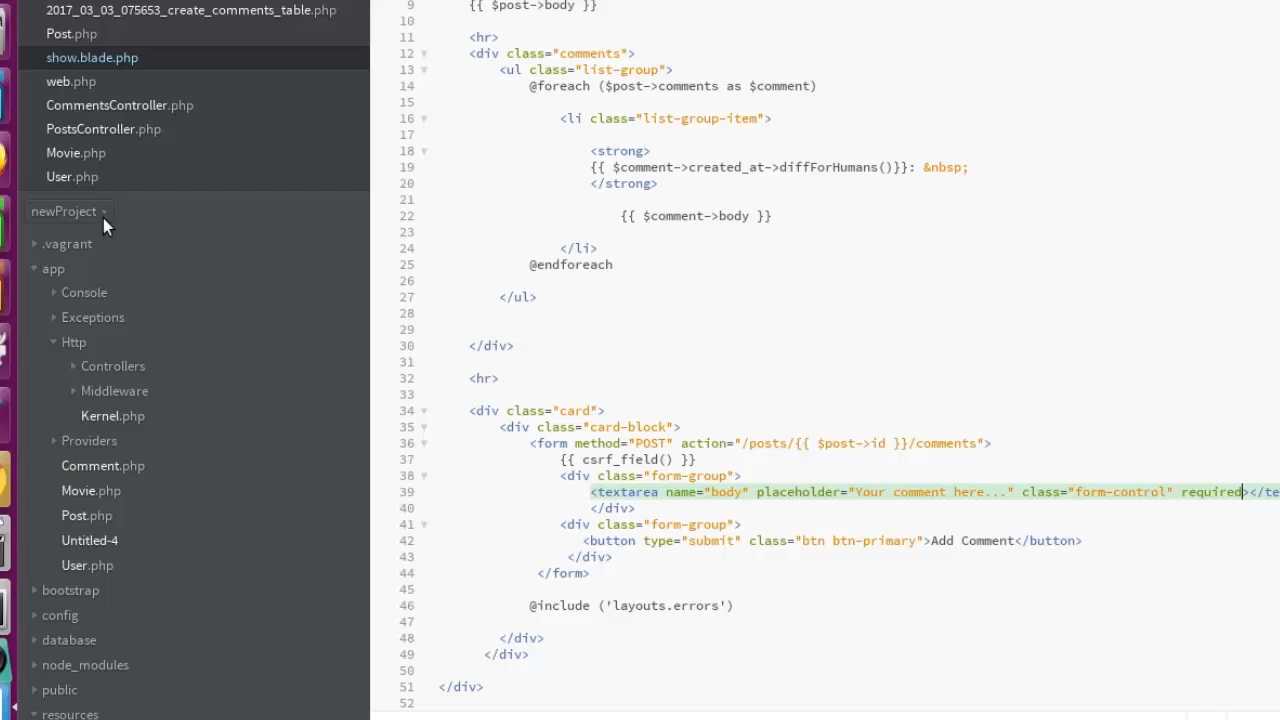 2017_03_03_075653_create_comments_table.php
Post.php
show.blade.php
web.php
CommentsController.php
PostsController.php
Movie.php
User.php
newProject
.vagrant
app
Console
Exceptions
Http
Controllers
Middleware
Kernel.php
Providers
Comment.php
Movie.php
Post.php
Untitled-4
User.php
bootstrap
config
database
node_modules
public
resources
9 {{ $post->body }}
10
11 <hr>
12 <div class="comments">
13 <ul class="list-group">
14 @foreach ($post->comments as $comment)
15
16 <li class="list-group-item">
17
18 <strong>
19 {{ $comment->created_at->diffForHumans()}}: &nbsp;
20 </strong>
21
22 {{ $comment->body }}
23
24 </li>
25 @endforeach
26
27 </ul>
28
29
30 </div>
31
32 <hr>
33
34 <div class="card">
35 <div class="card-block">
36 <form method="POST" action="/posts/{{ $post->id }}/comments">
37 {{ csrf_field() }}
38 <div class="form-group">
39 <textarea name="body" placeholder="Your comment here..." class="form-control" required></te
40 </div>
41 <div class="form-group">
42 <button type="submit" class="btn btn-primary">Add Comment</button>
43 </div>
44 </form>
45
46 @include ('layouts.errors')
47
48 </div>
49 </div>
50
51 </div>
52